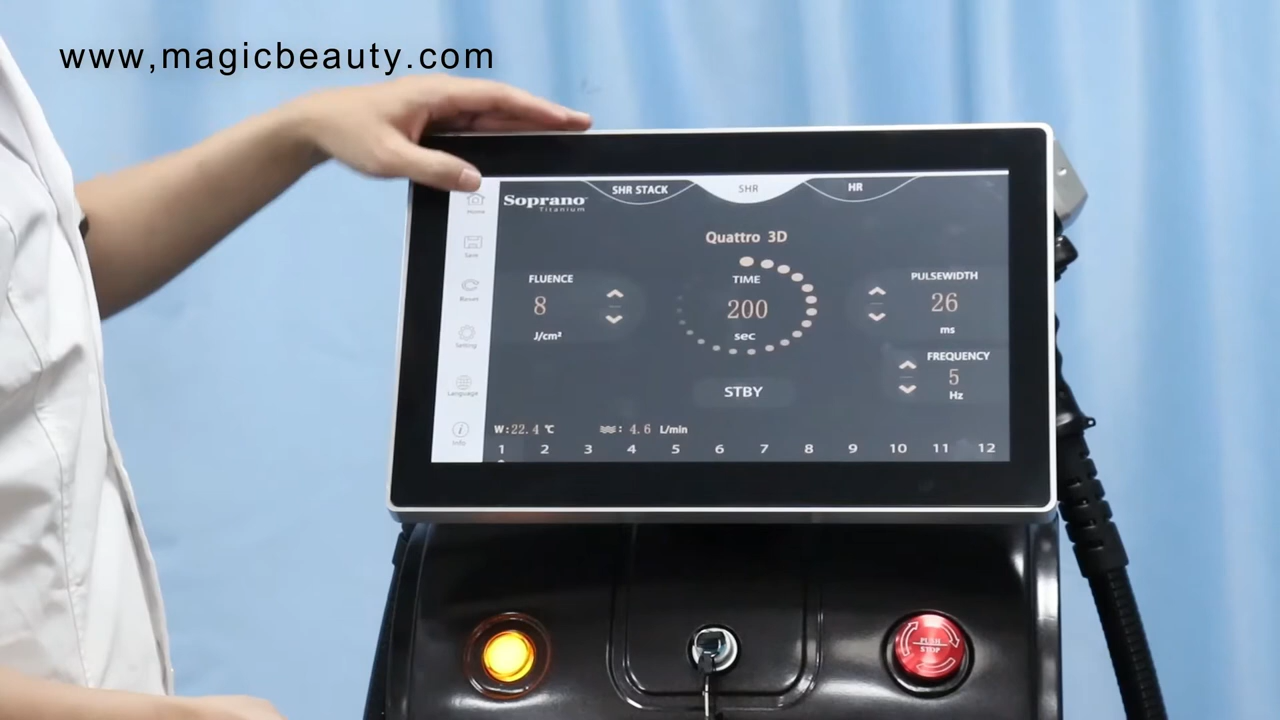 www,magicbeauty.com
SHR STACK SHR HR
Home
Soprano
Titanium
Quattro 3D
Save
FLUENCE TIME PULSEWIDTH
Reset
8 200 26
J/cm² sec ms
Setting
FREQUENCY
5
Hz
Language
STBY
Info
W:22.4 ℃ : 4.6 L/min
1 2 3 4 5 6 7 8 9 10 11 12
PUSH
STOP